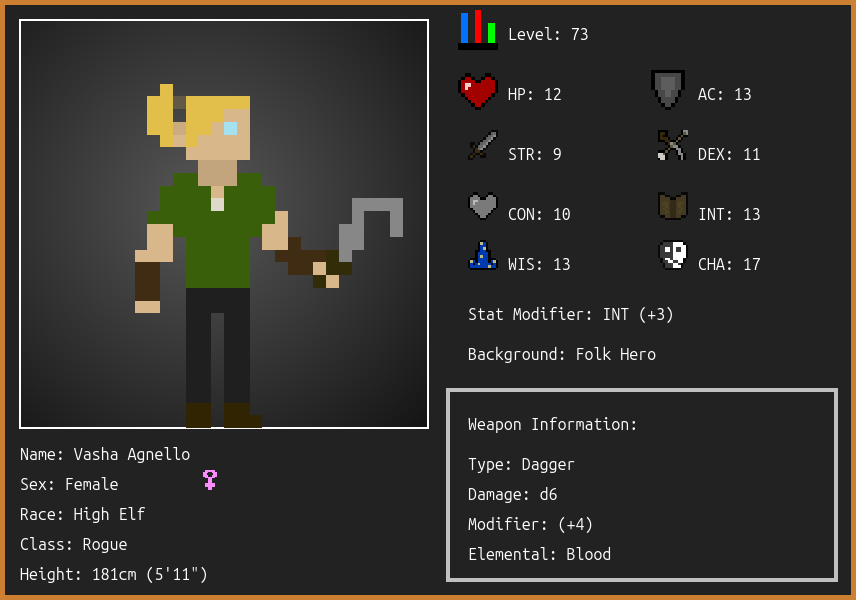 Level: 73
HP: 12
AC: 13
STR: 9
DEX: 11
CON: 10
INT: 13
WIS: 13
CHA: 17
Stat Modifier: INT (+3)
Background: Folk Hero
Weapon Information:
Type: Dagger
Damage: d6
Modifier: (+4)
Elemental: Blood
Name: Vasha Agnello
Sex: Female
Race: High Elf
Class: Rogue
Height: 181cm (5'11")